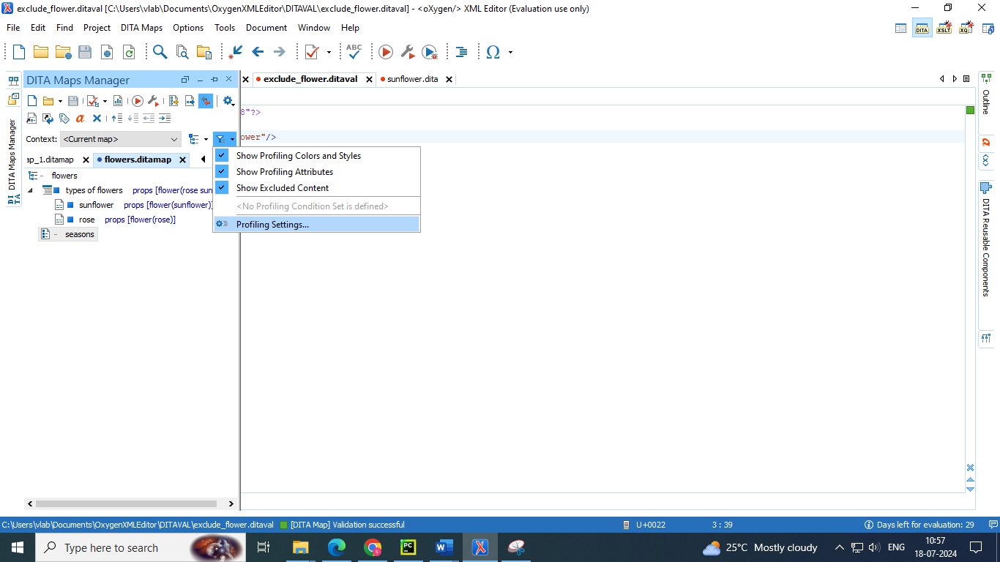 exclude_flower.ditaval [C:\Users\vlab\Documents\OxygenXMLEditor\DITAVAL\exclude_flower.ditaval] - <oXygen/> XML Editor (Evaluation use only)
File Edit Find Project DITA Maps Options Tools Document Window Help
DITA XSLT XQ
ABC
DITA Maps Manager
exclude_flower.ditaval sunflower.dita
8"?>
Context: <Current map>
ower"/>
ap_1.ditamap flowers.ditamap
Show Profiling Colors and Styles
Show Profiling Attributes
Show Excluded Content
<No Profiling Condition Set is defined>
Profiling Settings...
flowers
types of flowers props [flower(rose sun
sunflower props [flower(sunflower)]
rose props [flower(rose)]
seasons
DITA Maps Manager
DI TA
Outline
DITA Reusable Components
C:\Users\vlab\Documents\OxygenXMLEditor\DITAVAL\exclude_flower.ditaval [DITA Map] Validation successful U+0022 3 : 39 Days left for evaluation: 29
Type here to search
PC
W
25°C Mostly cloudy
ENG
10:57
18-07-2024